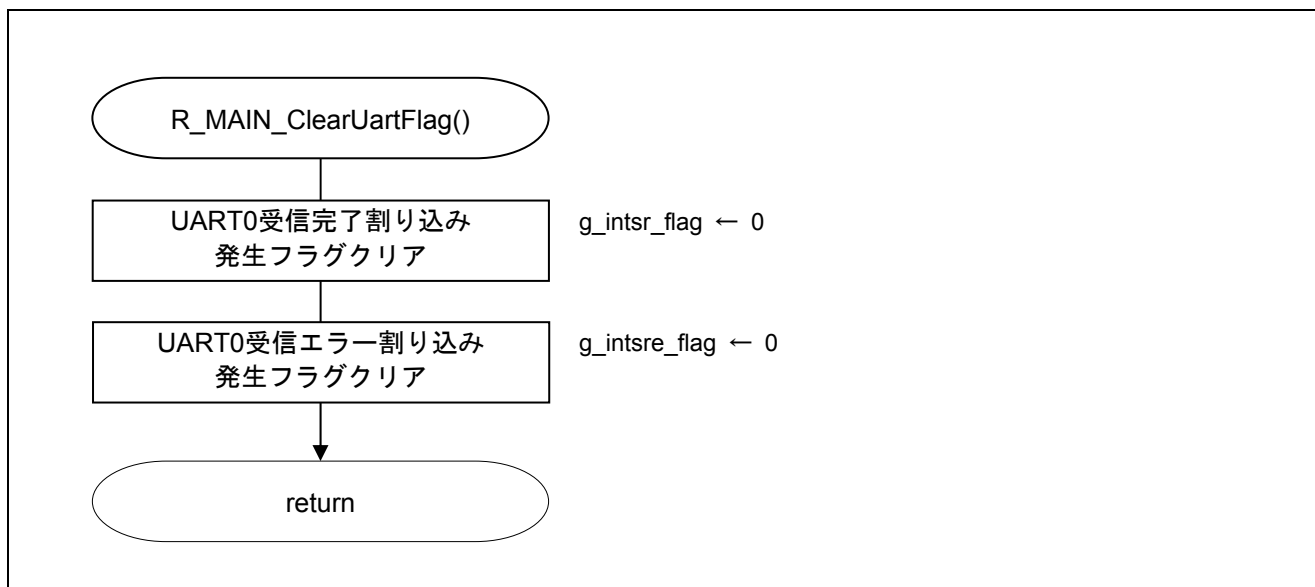 R_MAIN_ClearUartFlag()
UART0受信完了割り込み
発生フラグクリア
g_intsr_flag ← 0
UART0受信エラー割り込み
発生フラグクリア
g_intsre_flag ← 0
return